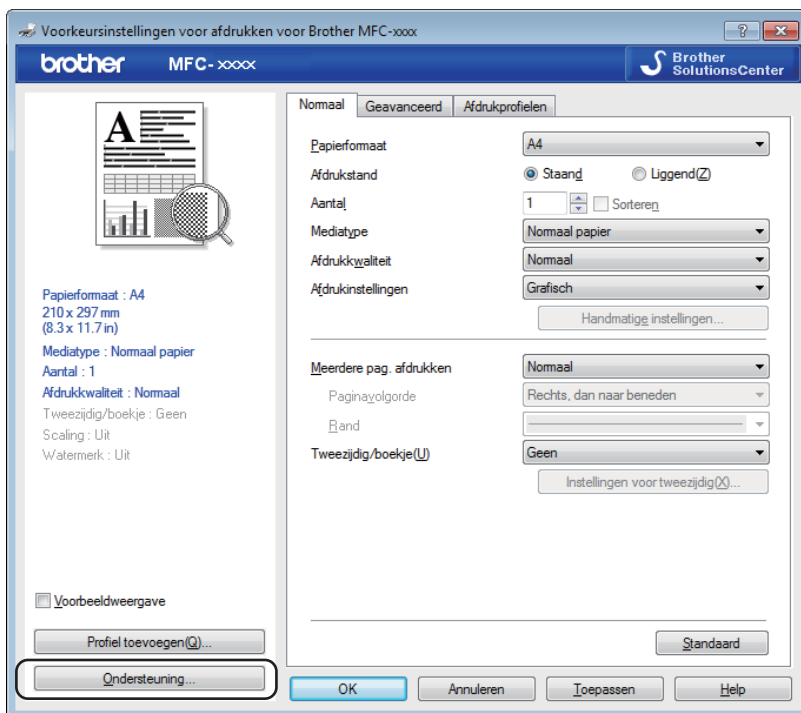 Voorkeursinstellingen voor afdrukken voor Brother MFC-xxxx
brother MFC-xxxx
Brother
SolutionsCenter
A
Papierformaat : A4
210 x 297 mm
(8.3 x 11.7 in)
Mediatype : Normaal papier
Aantal : 1
Afdrukkwaliteit : Normaal
Tweezijdig/boekje : Geen
Scaling : Uit
Watermerk : Uit
Voorbeeldweergave
Profiel toevoegen(Q)...
Ondersteuning...
Normaal Geavanceerd Afdrukprofielen
Papierformaat A4
Afdrukstand Staand Liggend(Z)
Aantal 1 Sorteren
Mediatype Normaal papier
Afdrukkwaliteit Normaal
Afdrukinstellingen Grafisch
Handmatige instellingen...
Meerdere pag. afdrukken Normaal
Paginavolgorde Rechts, dan naar beneden
Rand
Tweezijdig/boekje(U) Geen
Instellingen voor tweezijdig(X)...
Standaard
OK Annuleren Toepassen Help